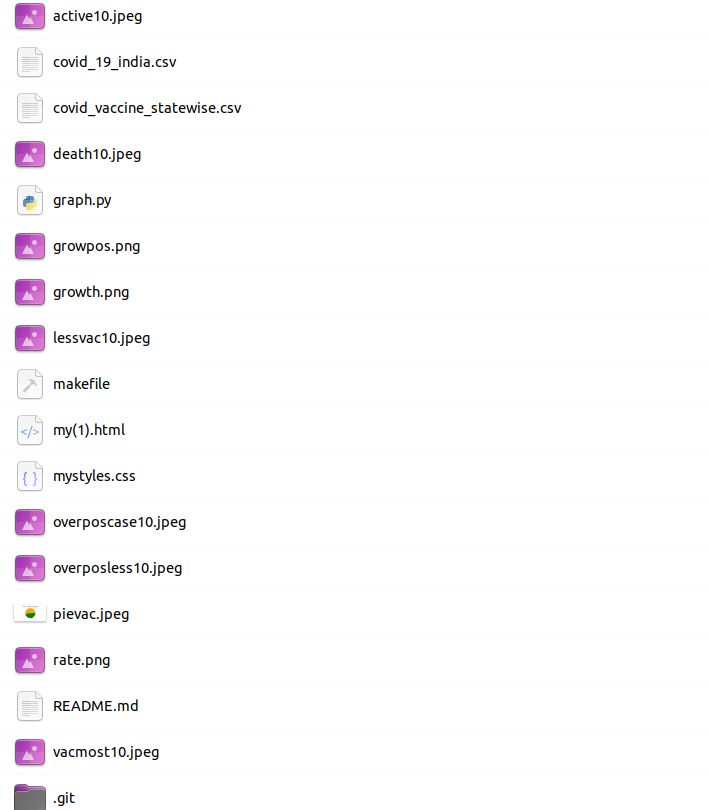 active10.jpeg
covid_19_india.csv
covid_vaccine_statewise.csv
death10.jpeg
graph.py
growpos.png
growth.png
lessvac10.jpeg
makefile
my(1).html
mystyles.css
overposcase10.jpeg
overposless10.jpeg
pievac.jpeg
rate.png
README.md
vacmost10.jpeg
.git